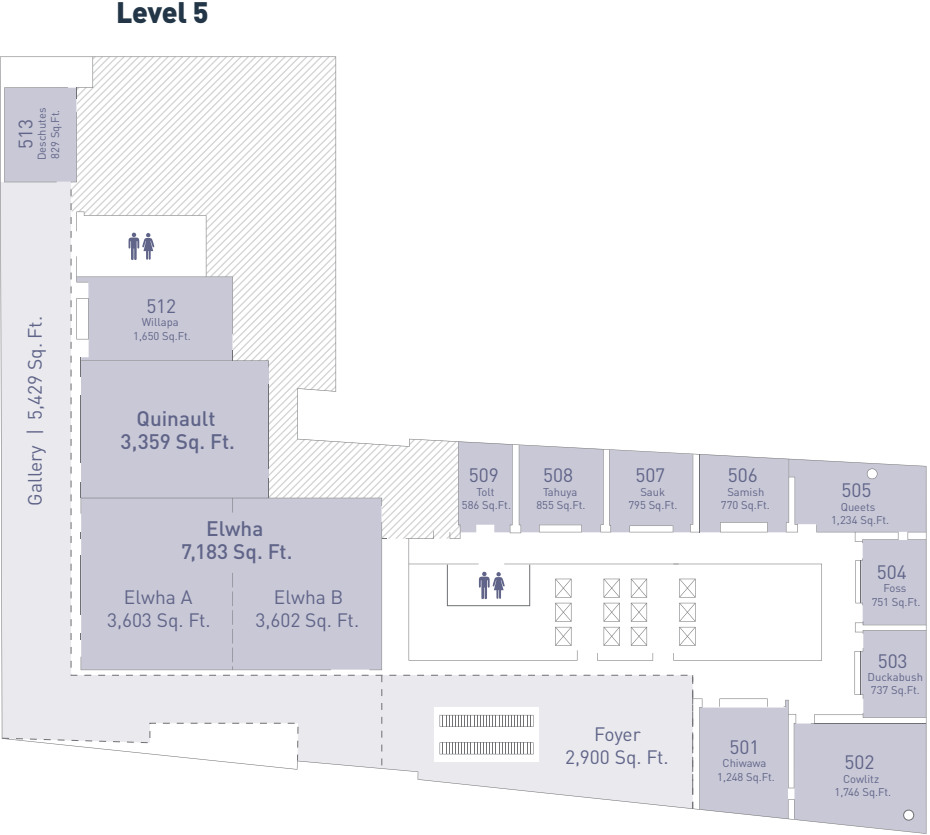 Level 5
513
Deschutes
829 Sq.Ft.
512
Willapa
1,650 Sq.Ft.
Gallery | 5,429 Sq. Ft.
Quinault
3,359 Sq. Ft.
Elwha
7,183 Sq. Ft.
Elwha A
3,603 Sq. Ft.
Elwha B
3,602 Sq. Ft.
509
Tolt
586 Sq.Ft.
508
Tahuya
855 Sq.Ft.
507
Sauk
795 Sq.Ft.
506
Samish
770 Sq.Ft.
505
Queets
1,234 Sq.Ft.
504
Foss
751 Sq.Ft.
503
Duckabush
737 Sq.Ft.
Foyer
2,900 Sq. Ft.
501
Chiwawa
1,248 Sq.Ft.
502
Cowlitz
1,746 Sq.Ft.